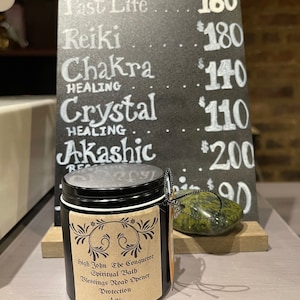 Past Life .... 180
Reiki ..... $180
Chakra
HEALING ..... $140
Crystal
HEALING ..... $110
Akashic
$200
$90
High John The Conqueror
Spiritual Bath
Blessings Road Opener
Protection